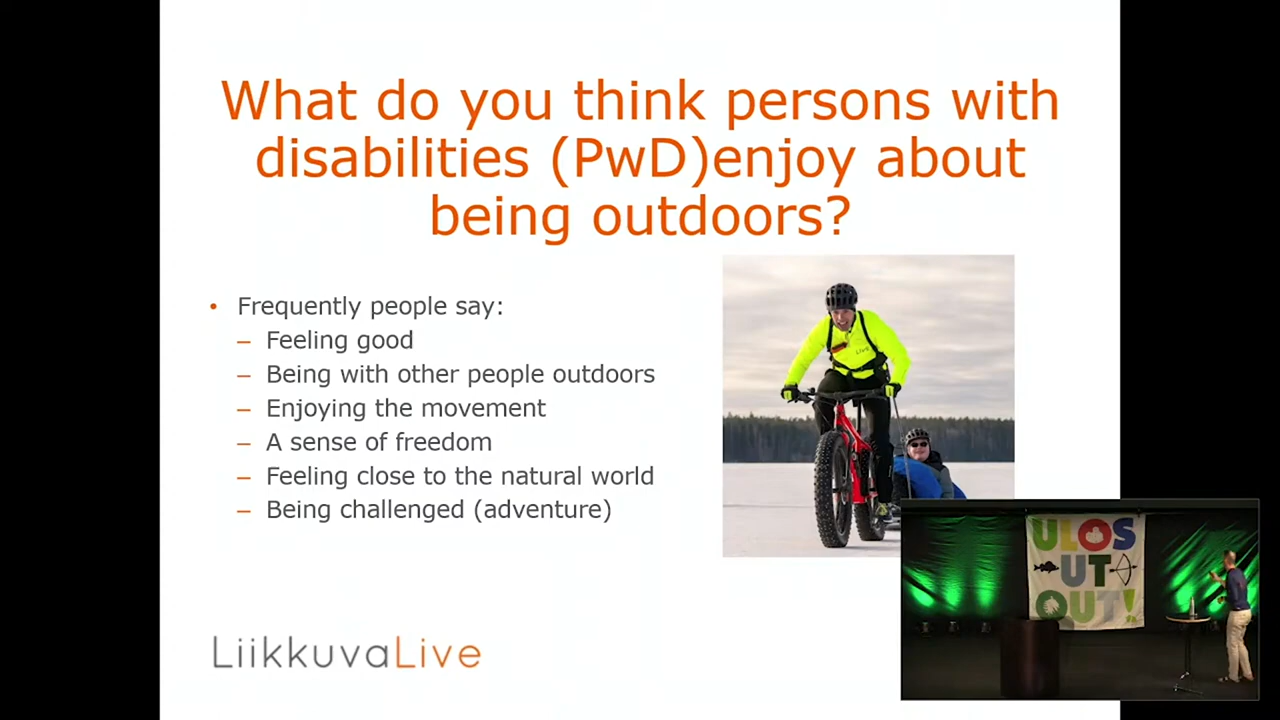 What do you think persons with
disabilities (PwD)enjoy about
being outdoors?
• Frequently people say:
– Feeling good
– Being with other people outdoors
– Enjoying the movement
– A sense of freedom
– Feeling close to the natural world
– Being challenged (adventure)
Live
LiikkuvaLive
ULOS
UT
OUT!